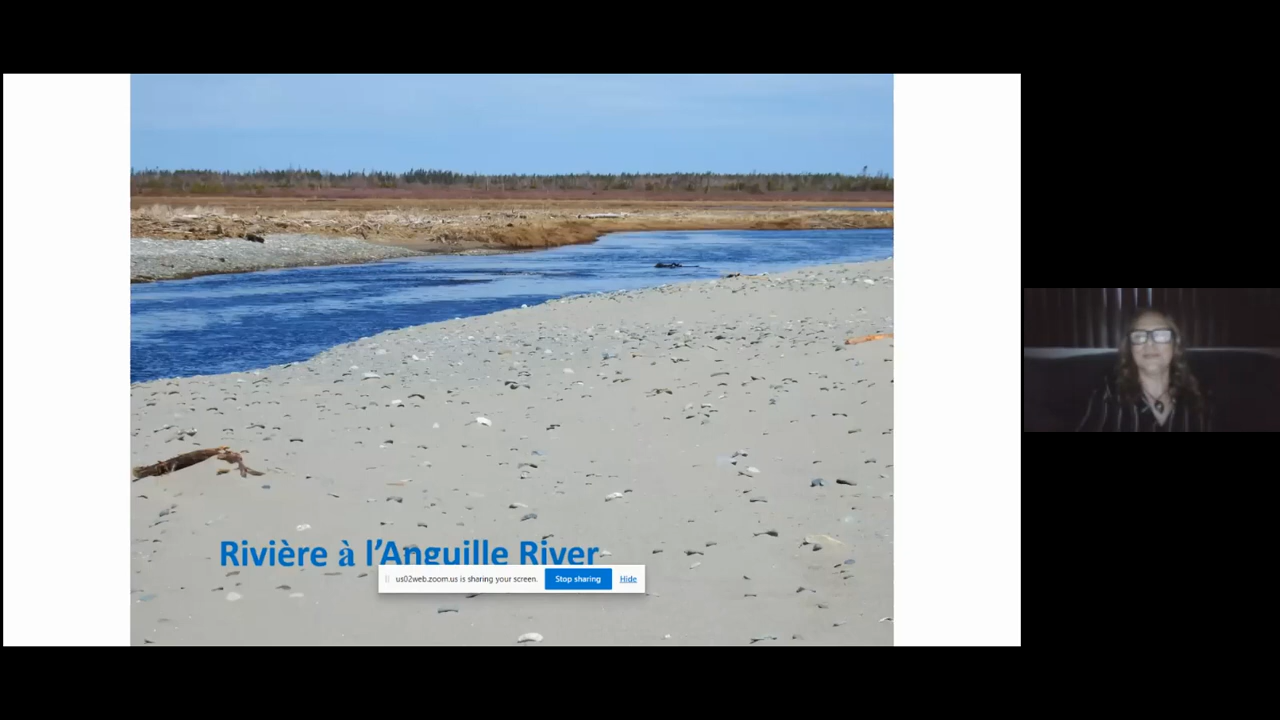 Rivière à l’Anguille River
us02web.zoom.us is sharing your screen. Stop sharing Hide